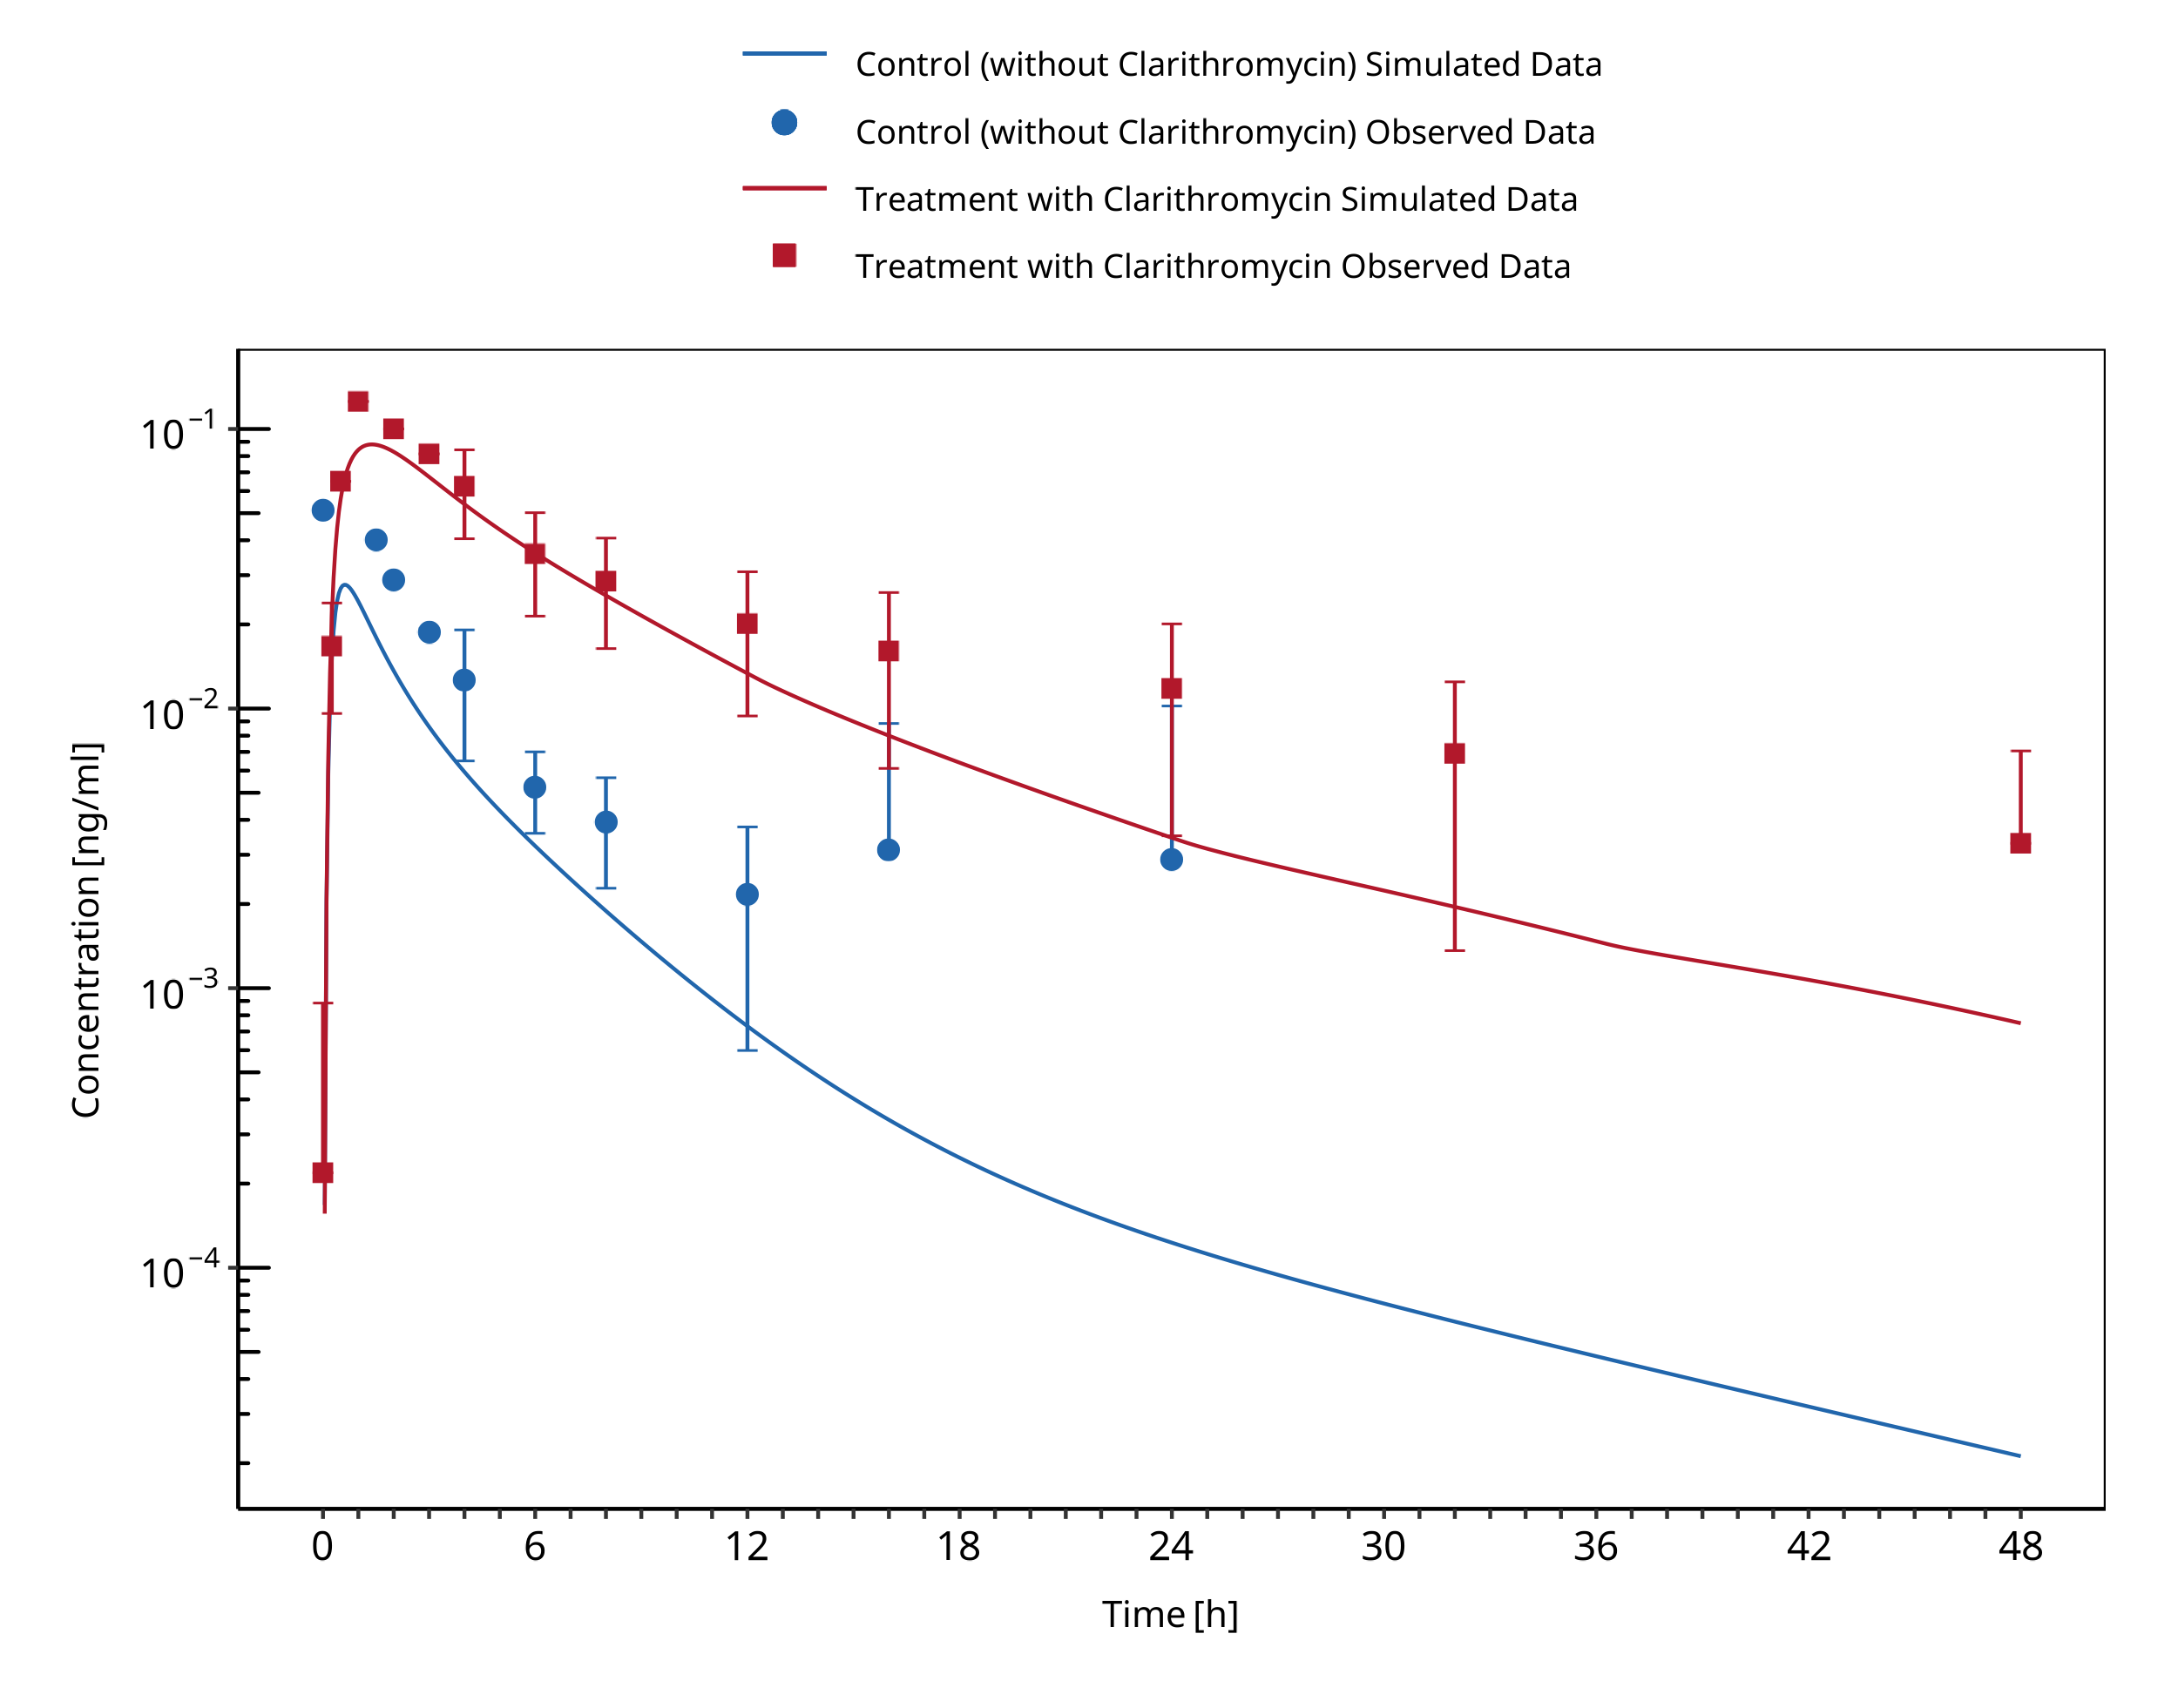 Control (without Clarithromycin) Simulated Data
Control (without Clarithromycin) Observed Data
Treatment with Clarithromycin Simulated Data
Treatment with Clarithromycin Observed Data
10⁻¹
10⁻²
10⁻³
10⁻⁴
Concentration [ng/ml]
0 6 12 18 24 30 36 42 48
Time [h]